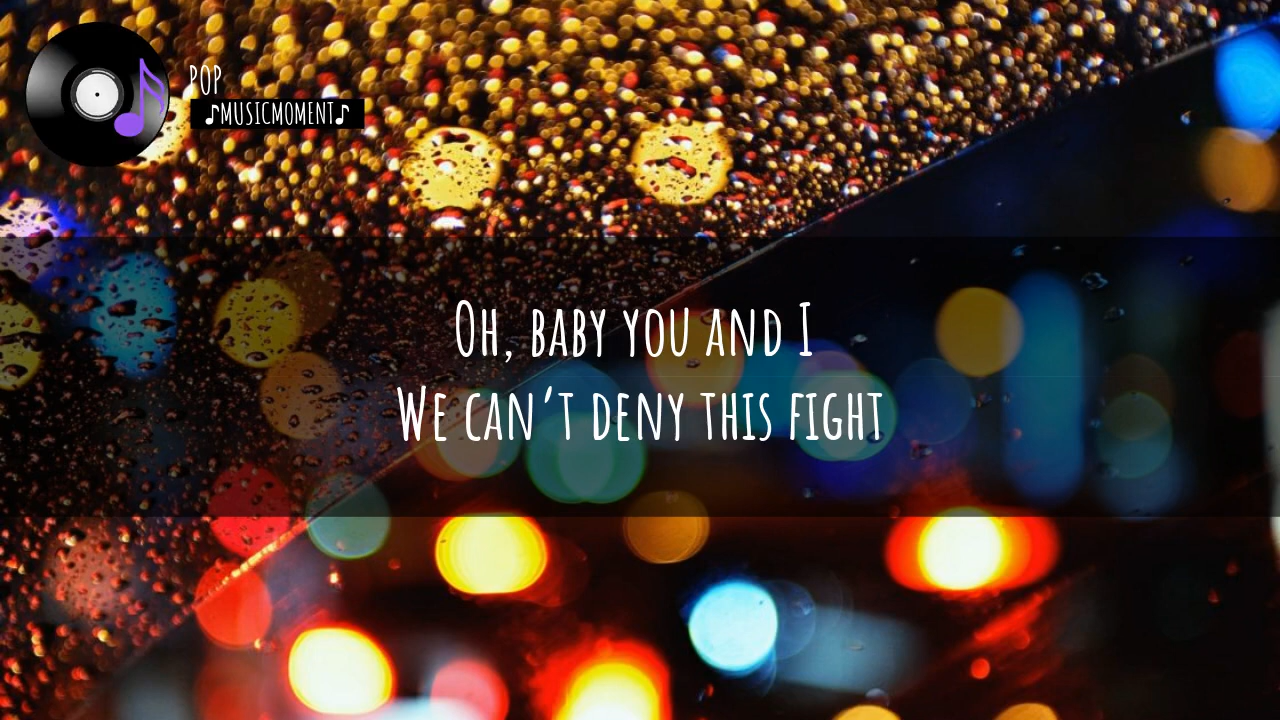 POP
♪MUSICMOMENT♪
OH, BABY YOU AND I
WE CAN'T DENY THIS FIGHT